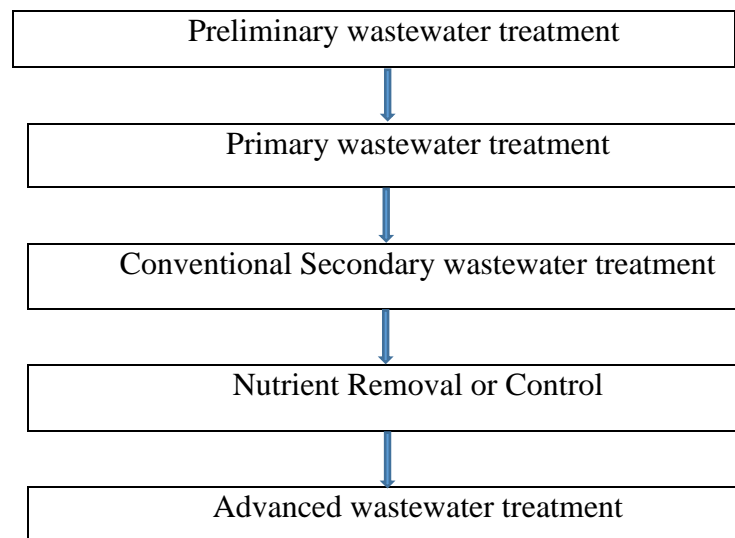 Preliminary wastewater treatment
Primary wastewater treatment
Conventional Secondary wastewater treatment
Nutrient Removal or Control
Advanced wastewater treatment